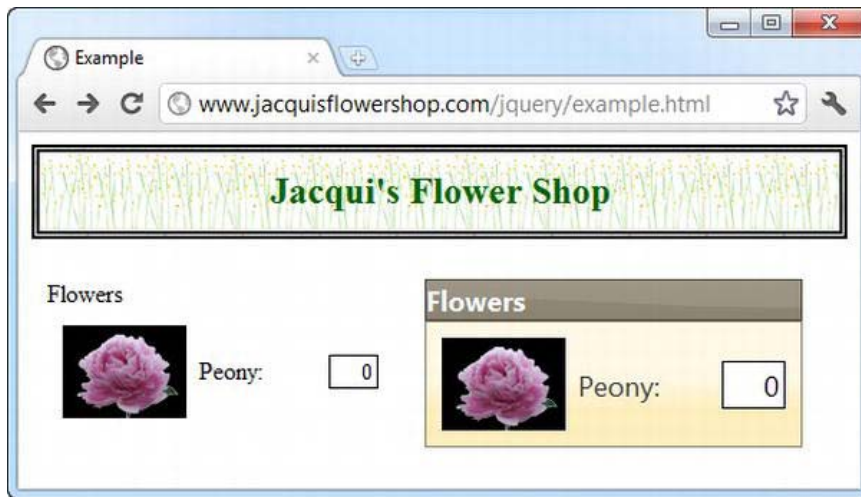 Example
www.jacquisflowershop.com/jquery/example.html
Jacqui's Flower Shop
Flowers
Peony: 0
Flowers
Peony: 0